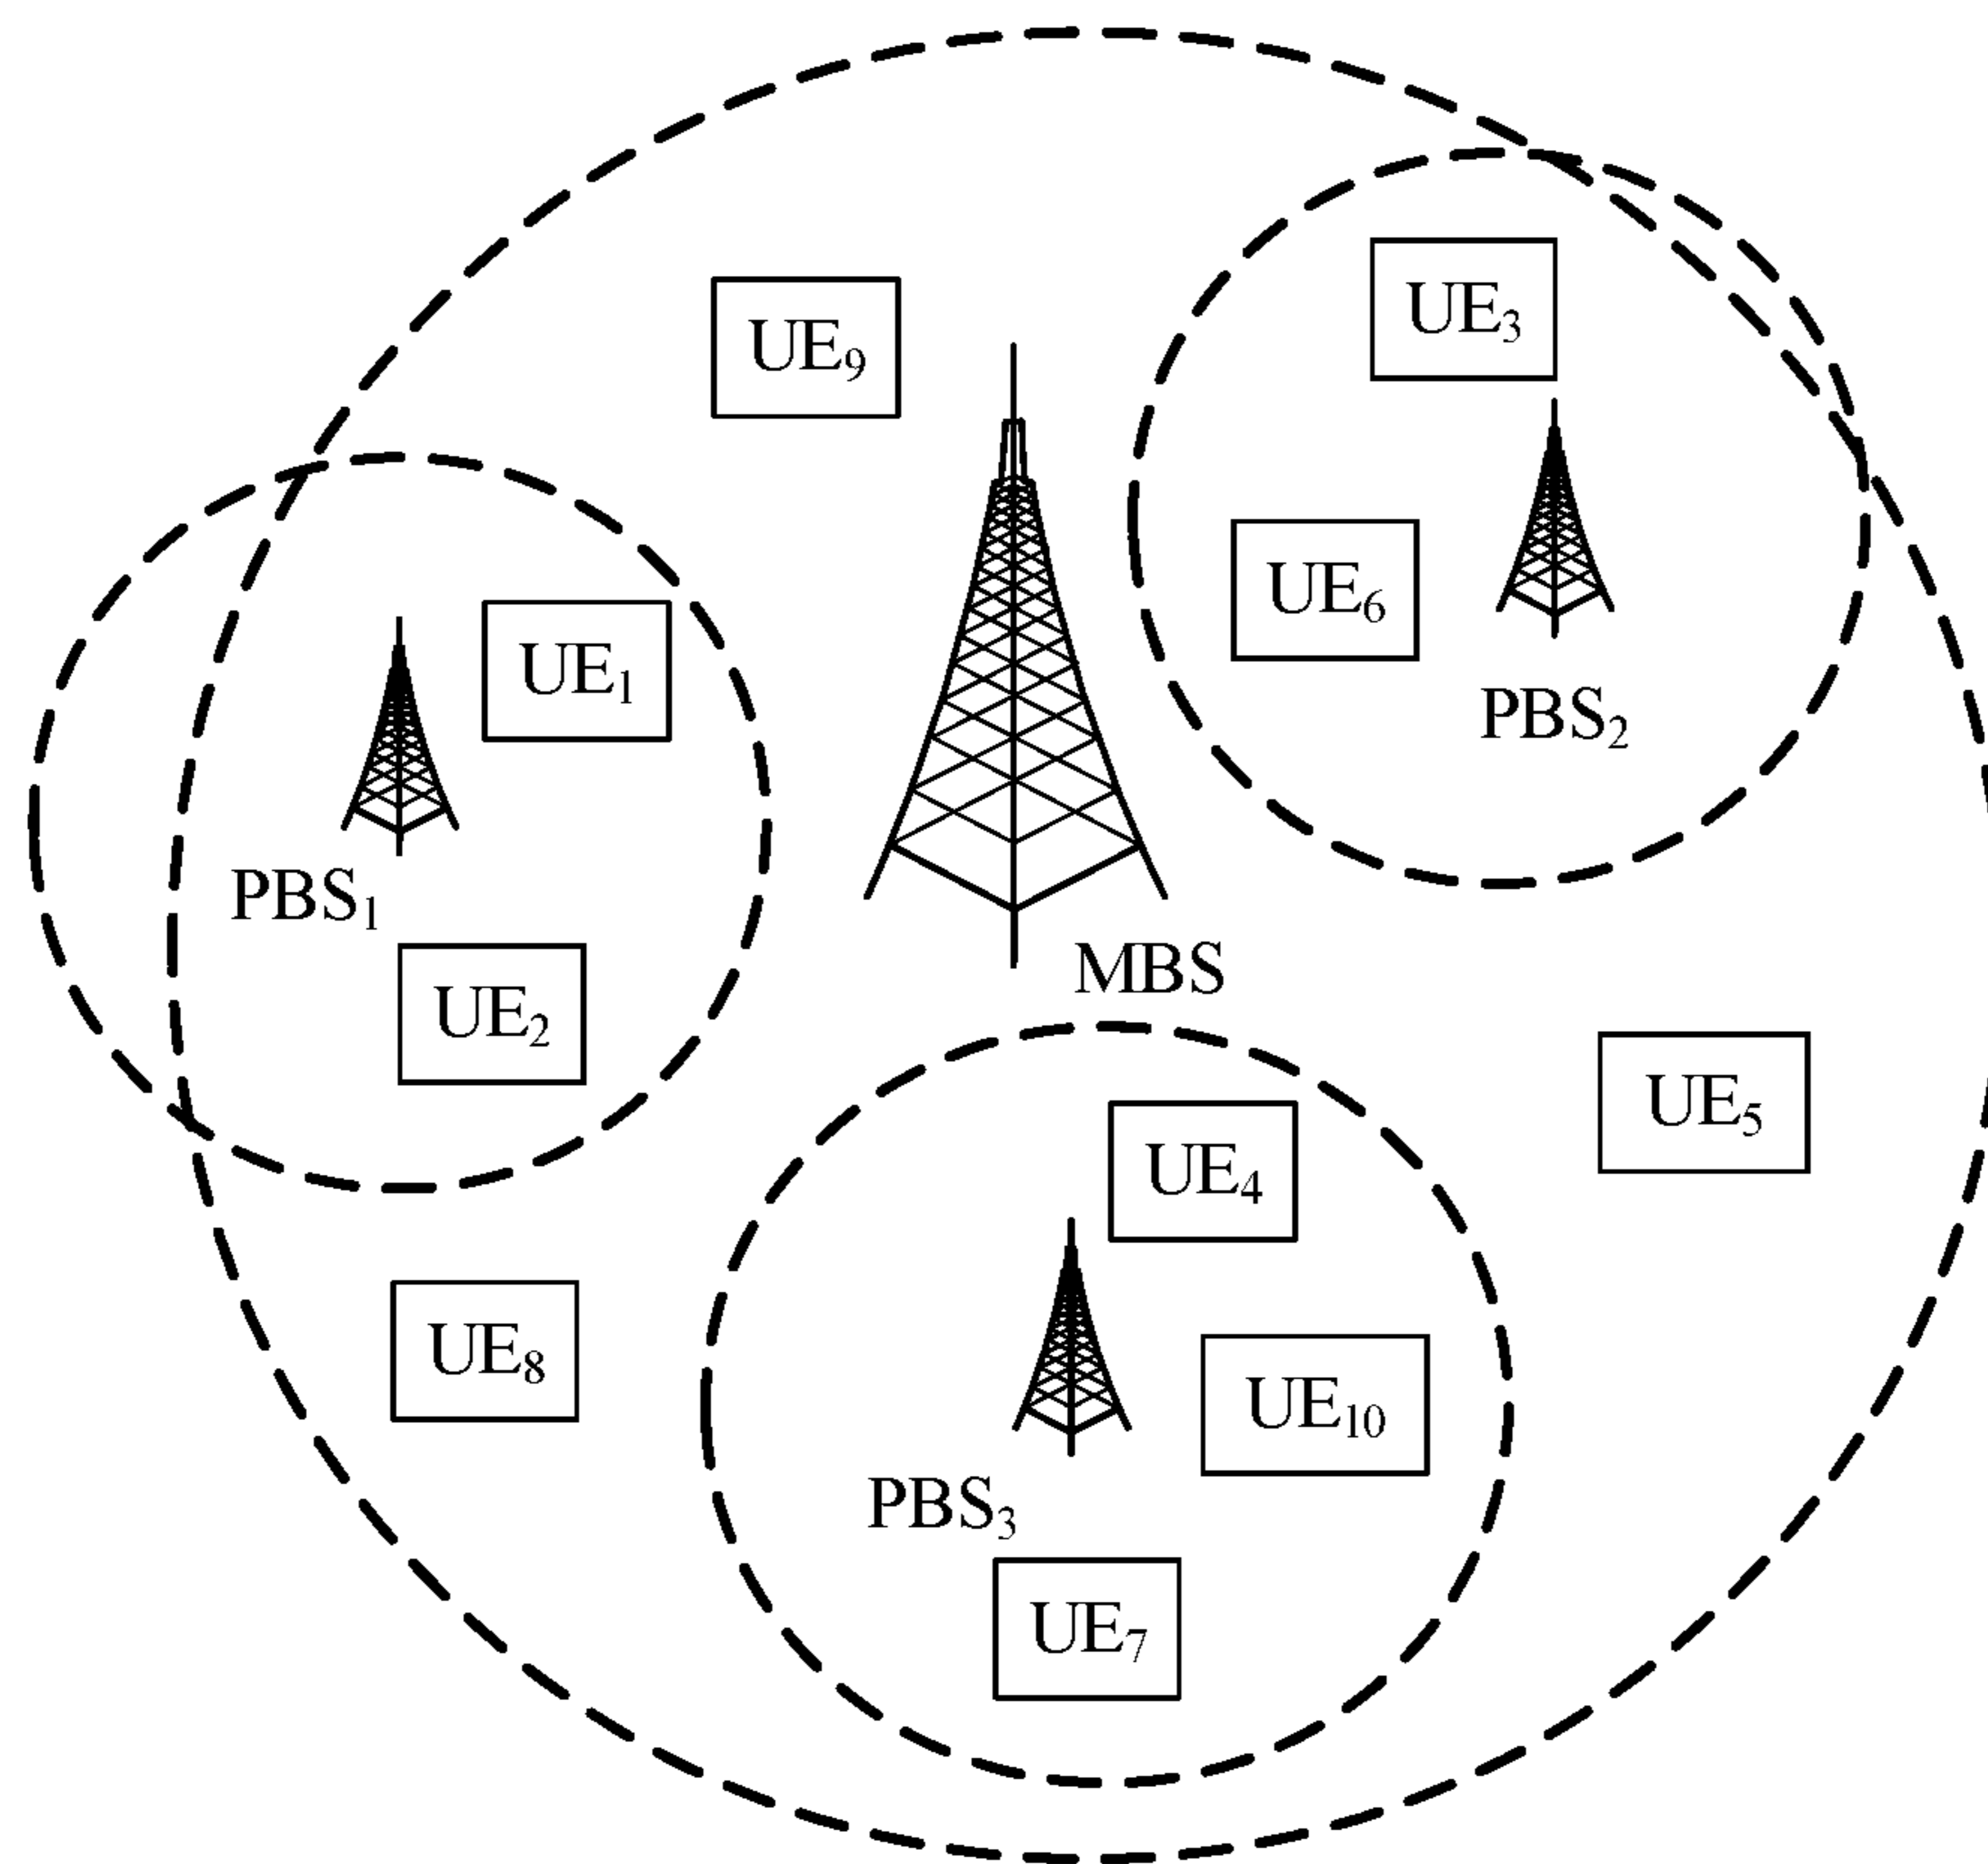 UE₃
UE₉
UE₆
UE₁
PBS₂
PBS₁
MBS
UE₂
UE₅
UE₄
UE₈
UE₁₀
PBS₃
UE₇